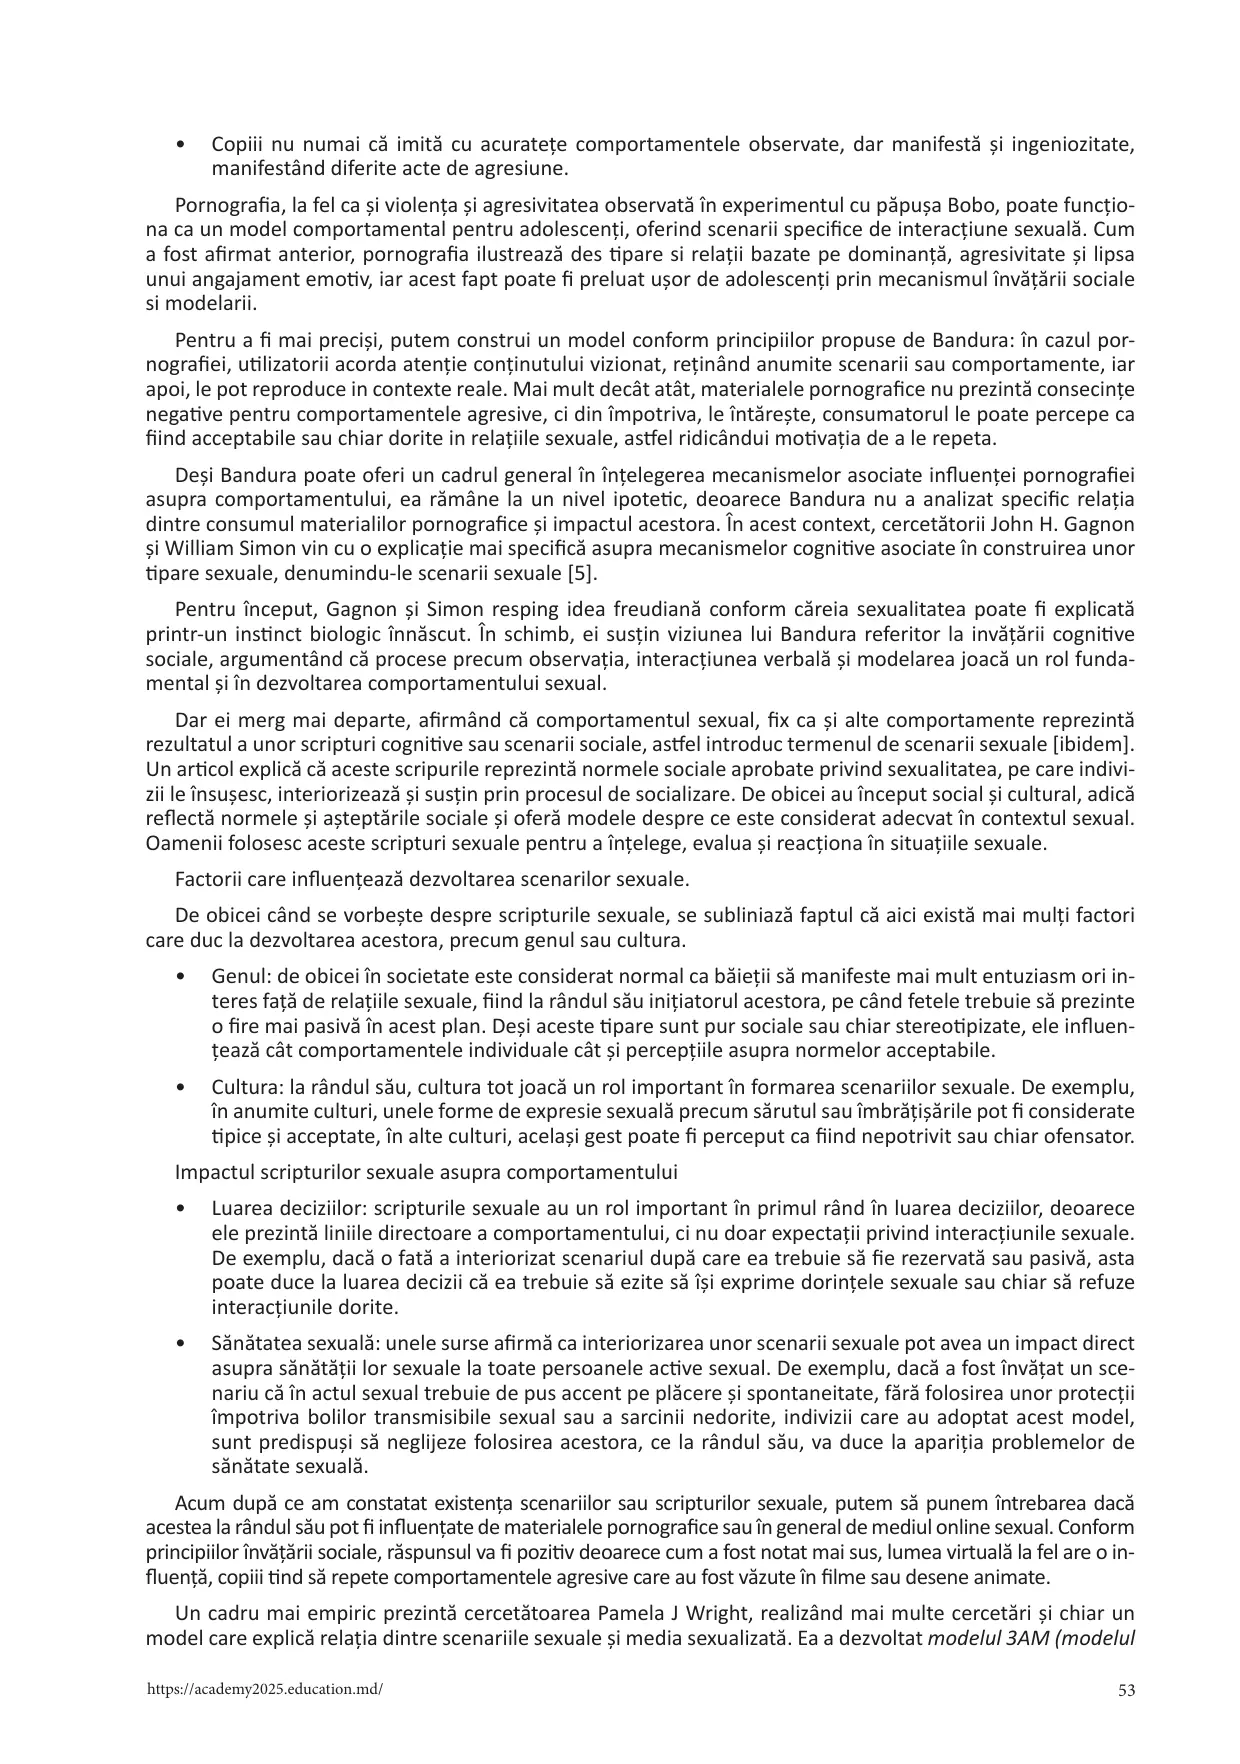 • Copiii nu numai că imită cu acuratețe comportamentele observate, dar manifestă și ingeniozitate,
manifestând diferite acte de agresiune.
Pornografia, la fel ca și violența și agresivitatea observată în experimentul cu păpușa Bobo, poate funcțio-
na ca un model comportamental pentru adolescenți, oferind scenarii specifice de interacțiune sexuală. Cum
a fost afirmat anterior, pornografia ilustrează des tipare si relații bazate pe dominanță, agresivitate și lipsa
unui angajament emotiv, iar acest fapt poate fi preluat ușor de adolescenți prin mecanismul învățării sociale
si modelarii.
Pentru a fi mai preciși, putem construi un model conform principiilor propuse de Bandura: în cazul por-
nografiei, utilizatorii acorda atenție conținutului vizionat, reținând anumite scenarii sau comportamente, iar
apoi, le pot reproduce in contexte reale. Mai mult decât atât, materialele pornografice nu prezintă consecințe
negative pentru comportamentele agresive, ci din împotriva, le întărește, consumatorul le poate percepe ca
fiind acceptabile sau chiar dorite in relațiile sexuale, astfel ridicândui motivația de a le repeta.
Deși Bandura poate oferi un cadrul general în înțelegerea mecanismelor asociate influenței pornografiei
asupra comportamentului, ea rămâne la un nivel ipotetic, deoarece Bandura nu a analizat specific relația
dintre consumul materialilor pornografice și impactul acestora. În acest context, cercetătorii John H. Gagnon
și William Simon vin cu o explicație mai specifică asupra mecanismelor cognitive asociate în construirea unor
tipare sexuale, denumindu-le scenarii sexuale [5].
Pentru început, Gagnon și Simon resping idea freudiană conform căreia sexualitatea poate fi explicată
printr-un instinct biologic înnăscut. În schimb, ei susțin viziunea lui Bandura referitor la invățării cognitive
sociale, argumentând că procese precum observația, interacțiunea verbală și modelarea joacă un rol funda-
mental și în dezvoltarea comportamentului sexual.
Dar ei merg mai departe, afirmând că comportamentul sexual, fix ca și alte comportamente reprezintă
rezultatul a unor scripturi cognitive sau scenarii sociale, astfel introduc termenul de scenarii sexuale [ibidem].
Un articol explică că aceste scripurile reprezintă normele sociale aprobate privind sexualitatea, pe care indivi-
zii le însușesc, interiorizează și susțin prin procesul de socializare. De obicei au început social și cultural, adică
reflectă normele și așteptările sociale și oferă modele despre ce este considerat adecvat în contextul sexual.
Oamenii folosesc aceste scripturi sexuale pentru a înțelege, evalua și reacționa în situațiile sexuale.
Factorii care influențează dezvoltarea scenarilor sexuale.
De obicei când se vorbește despre scripturile sexuale, se subliniază faptul că aici există mai mulți factori
care duc la dezvoltarea acestora, precum genul sau cultura.
• Genul: de obicei în societate este considerat normal ca băieții să manifeste mai mult entuziasm ori in-
teres față de relațiile sexuale, fiind la rândul său inițiatorul acestora, pe când fetele trebuie să prezinte
o fire mai pasivă în acest plan. Deși aceste tipare sunt pur sociale sau chiar stereotipizate, ele influen-
țează cât comportamentele individuale cât și percepțiile asupra normelor acceptabile.
• Cultura: la rândul său, cultura tot joacă un rol important în formarea scenariilor sexuale. De exemplu,
în anumite culturi, unele forme de expresie sexuală precum sărutul sau îmbrățișările pot fi considerate
tipice și acceptate, în alte culturi, același gest poate fi perceput ca fiind nepotrivit sau chiar ofensator.
Impactul scripturilor sexuale asupra comportamentului
• Luarea deciziilor: scripturile sexuale au un rol important în primul rând în luarea deciziilor, deoarece
ele prezintă liniile directoare a comportamentului, ci nu doar expectații privind interacțiunile sexuale.
De exemplu, dacă o fată a interiorizat scenariul după care ea trebuie să fie rezervată sau pasivă, asta
poate duce la luarea decizii că ea trebuie să ezite să își exprime dorințele sexuale sau chiar să refuze
interacțiunile dorite.
• Sănătatea sexuală: unele surse afirmă ca interiorizarea unor scenarii sexuale pot avea un impact direct
asupra sănătății lor sexuale la toate persoanele active sexual. De exemplu, dacă a fost învățat un sce-
nariu că în actul sexual trebuie de pus accent pe plăcere și spontaneitate, fără folosirea unor protecții
împotriva bolilor transmisibile sexual sau a sarcinii nedorite, indivizii care au adoptat acest model,
sunt predispuși să neglijeze folosirea acestora, ce la rândul său, va duce la apariția problemelor de
sănătate sexuală.
Acum după ce am constatat existența scenariilor sau scripturilor sexuale, putem să punem întrebarea dacă
acestea la rândul său pot fi influențate de materialele pornografice sau în general de mediul online sexual. Conform
principiilor învățării sociale, răspunsul va fi pozitiv deoarece cum a fost notat mai sus, lumea virtuală la fel are o in-
fluență, copiii tind să repete comportamentele agresive care au fost văzute în filme sau desene animate.
Un cadru mai empiric prezintă cercetătoarea Pamela J Wright, realizând mai multe cercetări și chiar un
model care explică relația dintre scenariile sexuale și media sexualizată. Ea a dezvoltat modelul 3AM (modelul
https://academy2025.education.md/
53